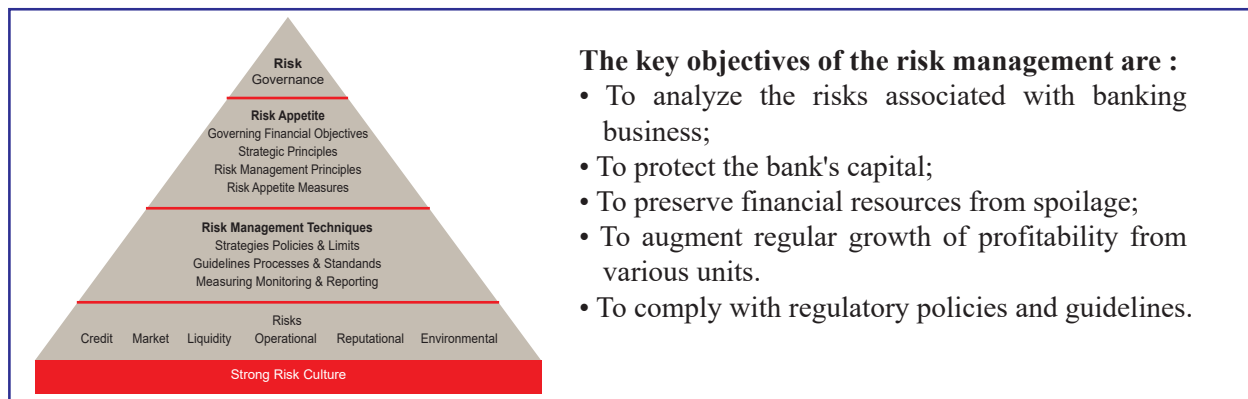 Risk
Governance
Risk Appetite
Governing Financial Objectives
Strategic Principles
Risk Management Principles
Risk Appetite Measures
Risk Management Techniques
Strategies Policies & Limits
Guidelines Processes & Standards
Measuring Monitoring & Reporting
Risks
Credit Market Liquidity Operational Reputational Environmental
Strong Risk Culture
The key objectives of the risk management are :
• To analyze the risks associated with banking
business;
• To protect the bank's capital;
• To preserve financial resources from spoilage;
• To augment regular growth of profitability from
various units.
• To comply with regulatory policies and guidelines.